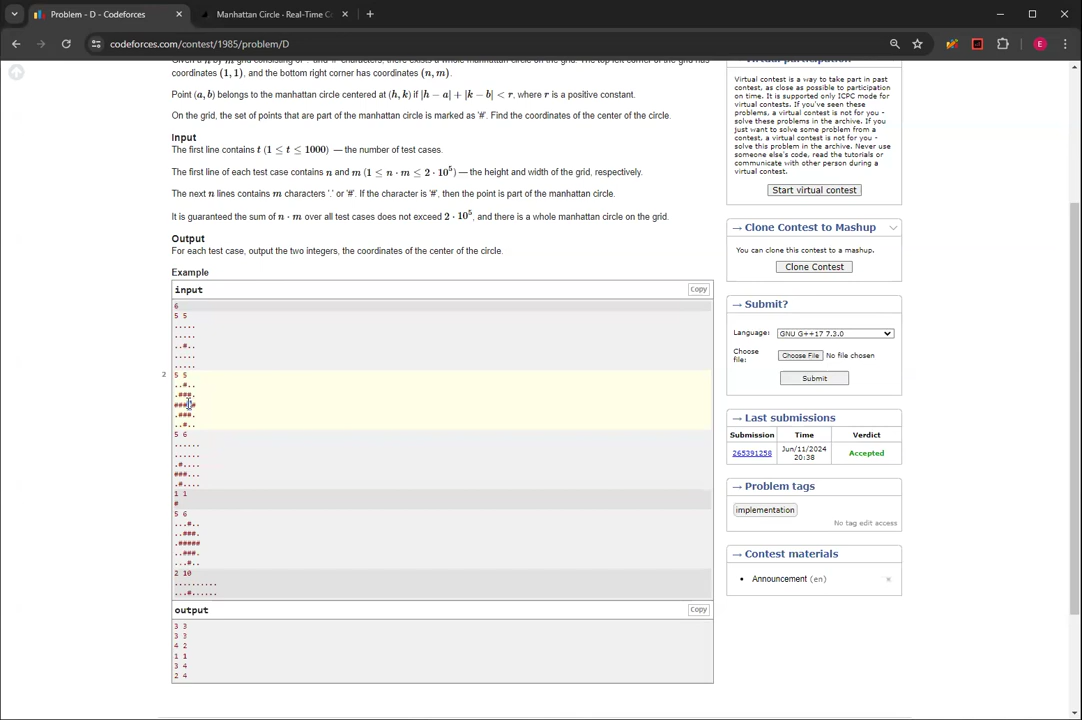 Problem - D - Codeforces
Manhattan Circle - Real-Time C
codeforces.com/contest/1985/problem/D
E
coordinates (1, 1), and the bottom right corner has coordinates (n, m).
Point (a, b) belongs to the manhattan circle centered at (h, k) if |h − a| + |k − b| < r, where r is a positive constant.
On the grid, the set of points that are part of the manhattan circle is marked as '#'. Find the coordinates of the center of the circle.
Input
The first line contains t (1 ≤ t ≤ 1000) — the number of test cases.
The first line of each test case contains n and m (1 ≤ n · m ≤ 2 · 10^5) — the height and width of the grid, respectively.
The next n lines contains m characters '.' or '#'. If the character is '#', then the point is part of the manhattan circle.
It is guaranteed the sum of n · m over all test cases does not exceed 2 · 10^5, and there is a whole manhattan circle on the grid.
Output
For each test case, output the two integers, the coordinates of the center of the circle.
Example
input
Copy
6
5 5
.....
.....
..#..
.....
.....
2
5 5
..#..
.###.
#####
.###.
..#..
5 6
......
......
.#....
###...
.#....
1 1
#
5 6
...#..
..###.
.#####
..###.
...#..
2 10
..........
...#......
output
Copy
3 3
3 3
4 2
1 1
3 4
2 4
Virtual contest is a way to take part in past
contest, as close as possible to participation
on time. It is supported only ICPC mode for
virtual contests. If you've seen these
problems, a virtual contest is not for you -
solve these problems in the archive. If you
just want to solve some problem from a
contest, a virtual contest is not for you -
solve this problem in the archive. Never use
someone else's code, read the tutorials or
communicate with other person during a
virtual contest.
Start virtual contest
→ Clone Contest to Mashup
You can clone this contest to a mashup.
Clone Contest
→ Submit?
Language:
GNU G++17 7.3.0
Choose
file:
Choose File No file chosen
Submit
→ Last submissions
Submission Time Verdict
265391258 Jun/11/2024
20:38 Accepted
→ Problem tags
implementation
No tag edit access
→ Contest materials
Announcement (en)